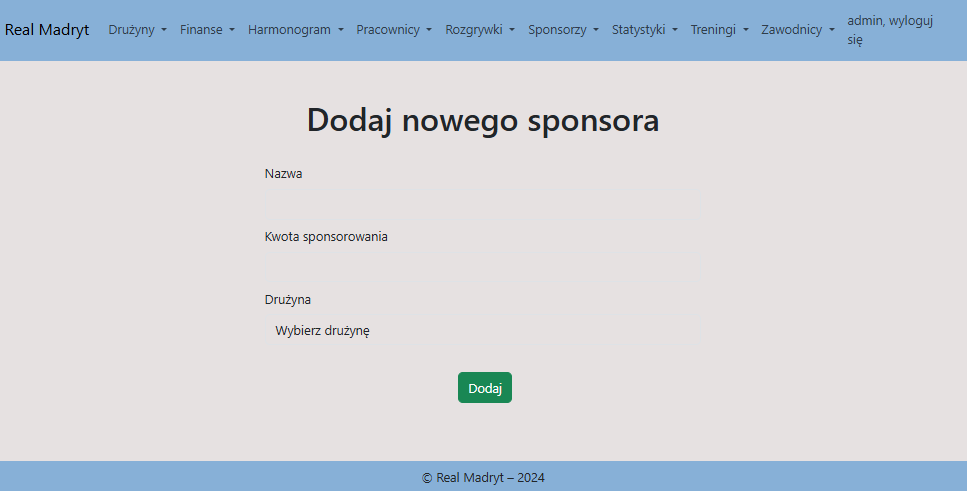 Real Madryt Drużyny Finanse Harmonogram Pracownicy Rozgrywki Sponsorzy Statystyki Treningi Zawodnicy admin, wyloguj
się
Dodaj nowego sponsora
Nazwa
Kwota sponsorowania
Drużyna
Wybierz drużynę
Dodaj
© Real Madryt – 2024